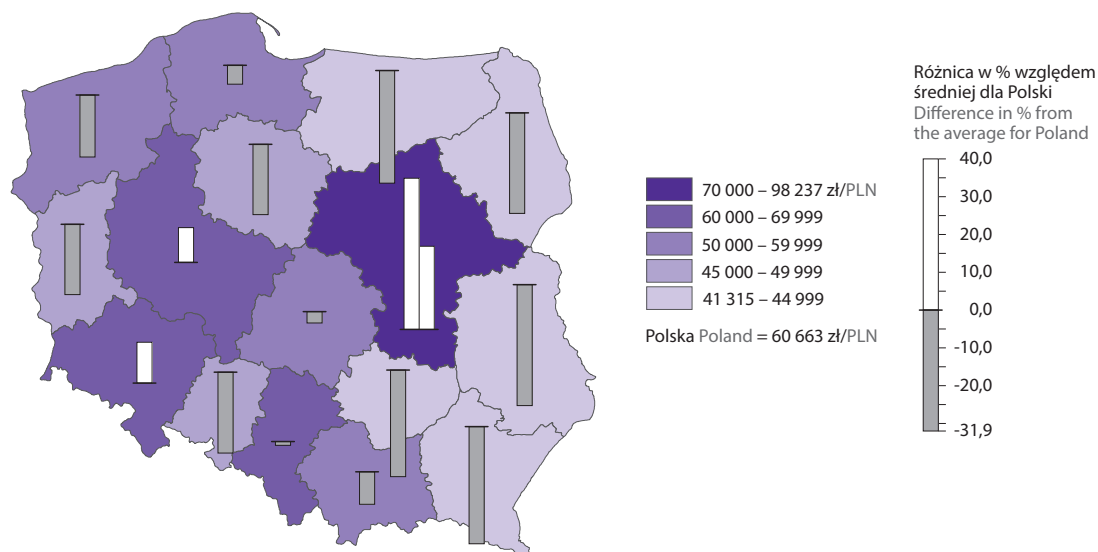 Różnica w % względem
średniej dla Polski
Difference in % from
the average for Poland
40,0
30,0
20,0
10,0
0,0
-10,0
-20,0
-31,9
70 000 – 98 237 zł/PLN
60 000 – 69 999
50 000 – 59 999
45 000 – 49 999
41 315 – 44 999
Polska Poland = 60 663 zł/PLN